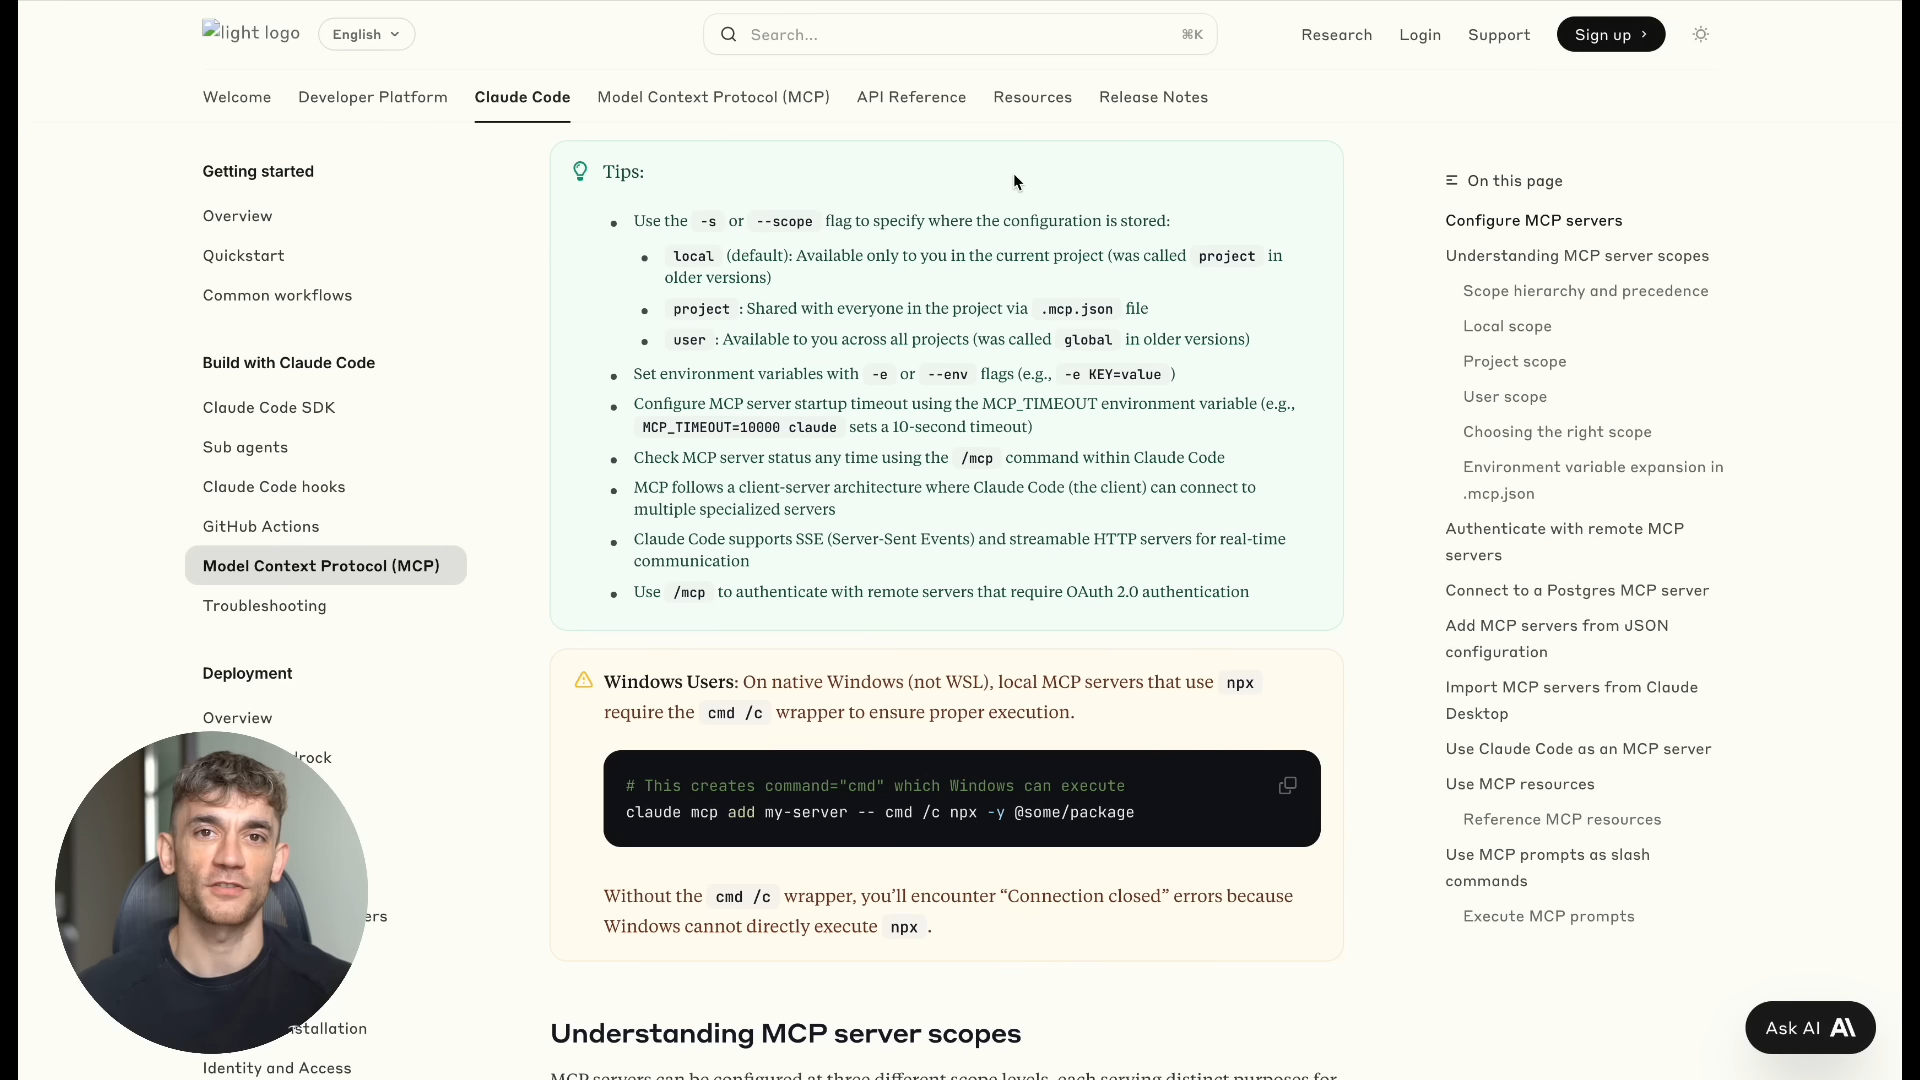 light logo
English
Search...
⌘K
Research
Login
Support
Sign up
Welcome
Developer Platform
Claude Code
Model Context Protocol (MCP)
API Reference
Resources
Release Notes
Getting started
Overview
Quickstart
Common workflows
Build with Claude Code
Claude Code SDK
Sub agents
Claude Code hooks
GitHub Actions
Model Context Protocol (MCP)
Troubleshooting
Deployment
Overview
rock
ers
stallation
Identity and Access
Tips:
Use the -s or --scope flag to specify where the configuration is stored:
local (default): Available only to you in the current project (was called project in
older versions)
project : Shared with everyone in the project via .mcp.json file
user : Available to you across all projects (was called global in older versions)
Set environment variables with -e or --env flags (e.g., -e KEY=value )
Configure MCP server startup timeout using the MCP_TIMEOUT environment variable (e.g.,
MCP_TIMEOUT=10000 claude sets a 10-second timeout)
Check MCP server status any time using the /mcp command within Claude Code
MCP follows a client-server architecture where Claude Code (the client) can connect to
multiple specialized servers
Claude Code supports SSE (Server-Sent Events) and streamable HTTP servers for real-time
communication
Use /mcp to authenticate with remote servers that require OAuth 2.0 authentication
Windows Users: On native Windows (not WSL), local MCP servers that use npx
require the cmd /c wrapper to ensure proper execution.
# This creates command="cmd" which Windows can execute
claude mcp add my-server -- cmd /c npx -y @some/package
Without the cmd /c wrapper, you’ll encounter “Connection closed” errors because
Windows cannot directly execute npx .
Understanding MCP server scopes
MCP servers can be configured at three different scope levels, each serving distinct purposes for
On this page
Configure MCP servers
Understanding MCP server scopes
Scope hierarchy and precedence
Local scope
Project scope
User scope
Choosing the right scope
Environment variable expansion in
.mcp.json
Authenticate with remote MCP
servers
Connect to a Postgres MCP server
Add MCP servers from JSON
configuration
Import MCP servers from Claude
Desktop
Use Claude Code as an MCP server
Use MCP resources
Reference MCP resources
Use MCP prompts as slash
commands
Execute MCP prompts
Ask AI